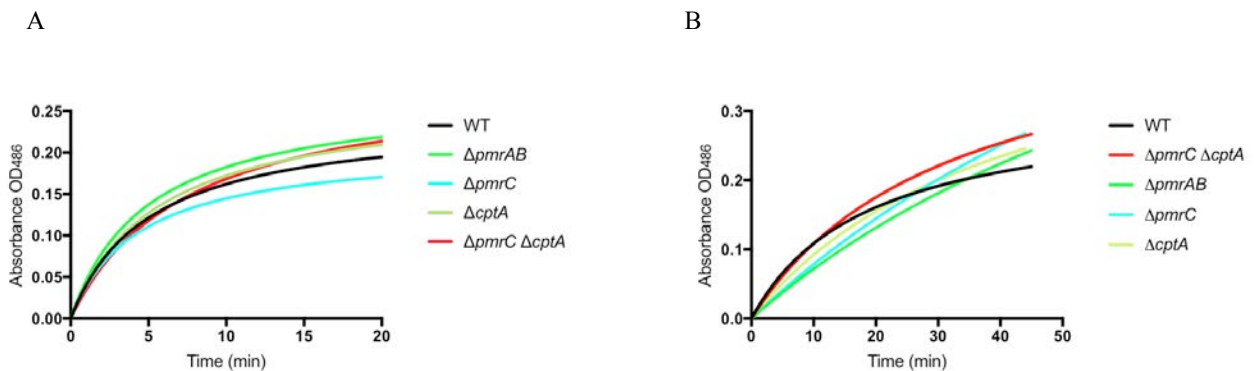 A
B
0.25
0.20
0.15
0.10
0.05
0.00
0
5
10
15
20
Absorbance OD486
Time (min)
WT
ΔpmrAB
ΔpmrC
ΔcptA
ΔpmrC ΔcptA
0.3
0.2
0.1
0.0
0
10
20
30
40
50
Absorbance OD486
Time (min)
WT
ΔpmrC ΔcptA
ΔpmrAB
ΔpmrC
ΔcptA